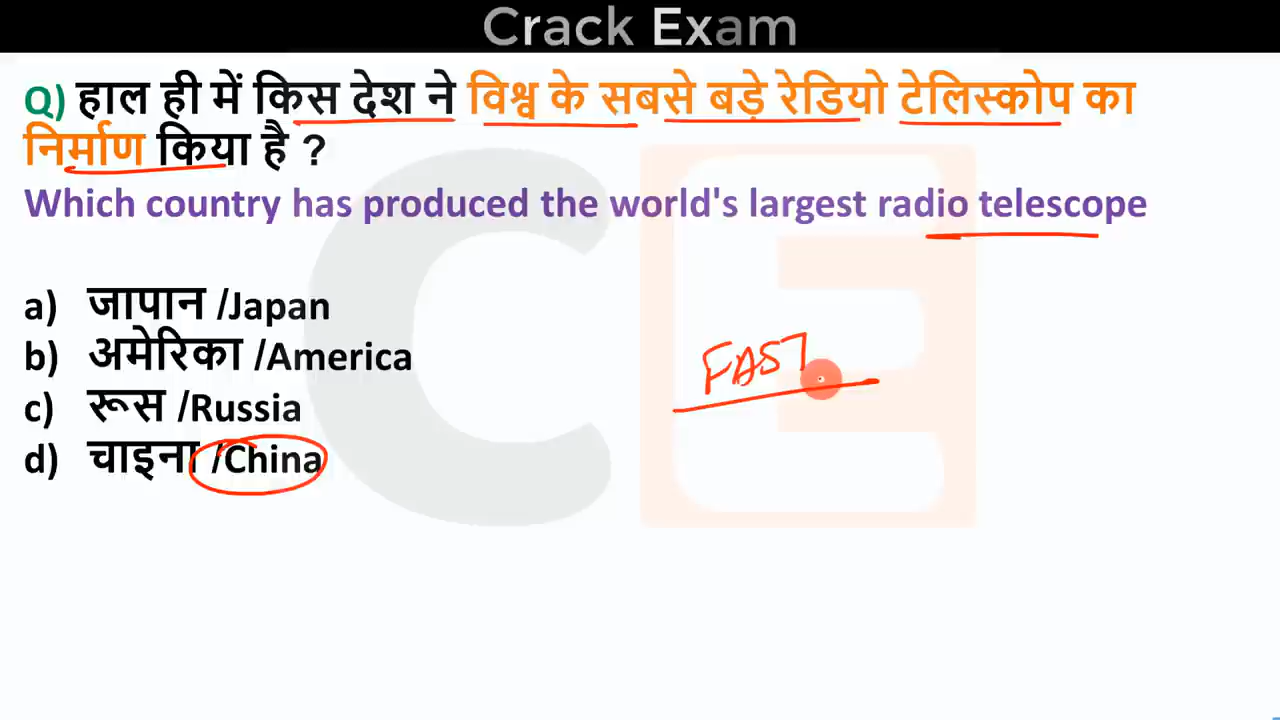 Crack Exam
Q) हाल ही में किस देश ने विश्व के सबसे बड़े रेडियो टेलिस्कोप का
निर्माण किया है ?
Which country has produced the world's largest radio telescope
a) जापान /Japan
b) अमेरिका /America
FAST
c) रूस /Russia
d) चाइना /China
CE